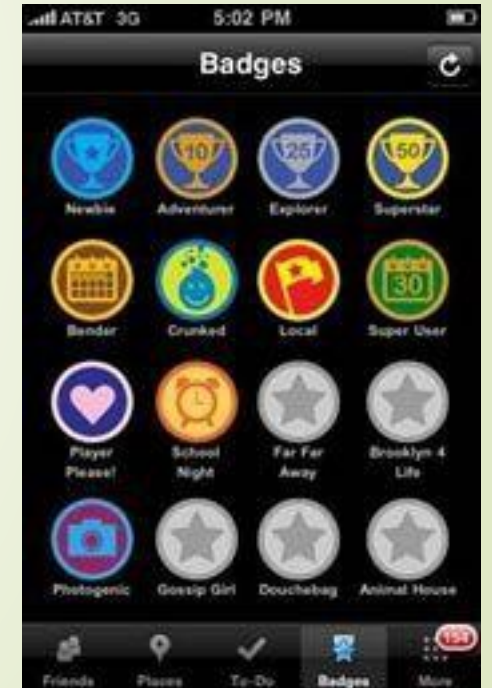 AT&T 3G 5:02 PM
Badges
10 25 50
Newbie Adventurer Explorer Superstar
30
Bender Crunked Local Super User
Player Please! School Night Far Far Away Brooklyn 4 Life
Photogenic Gossip Girl Douchebag Animal House
154
Friends Places To-Do Badges More